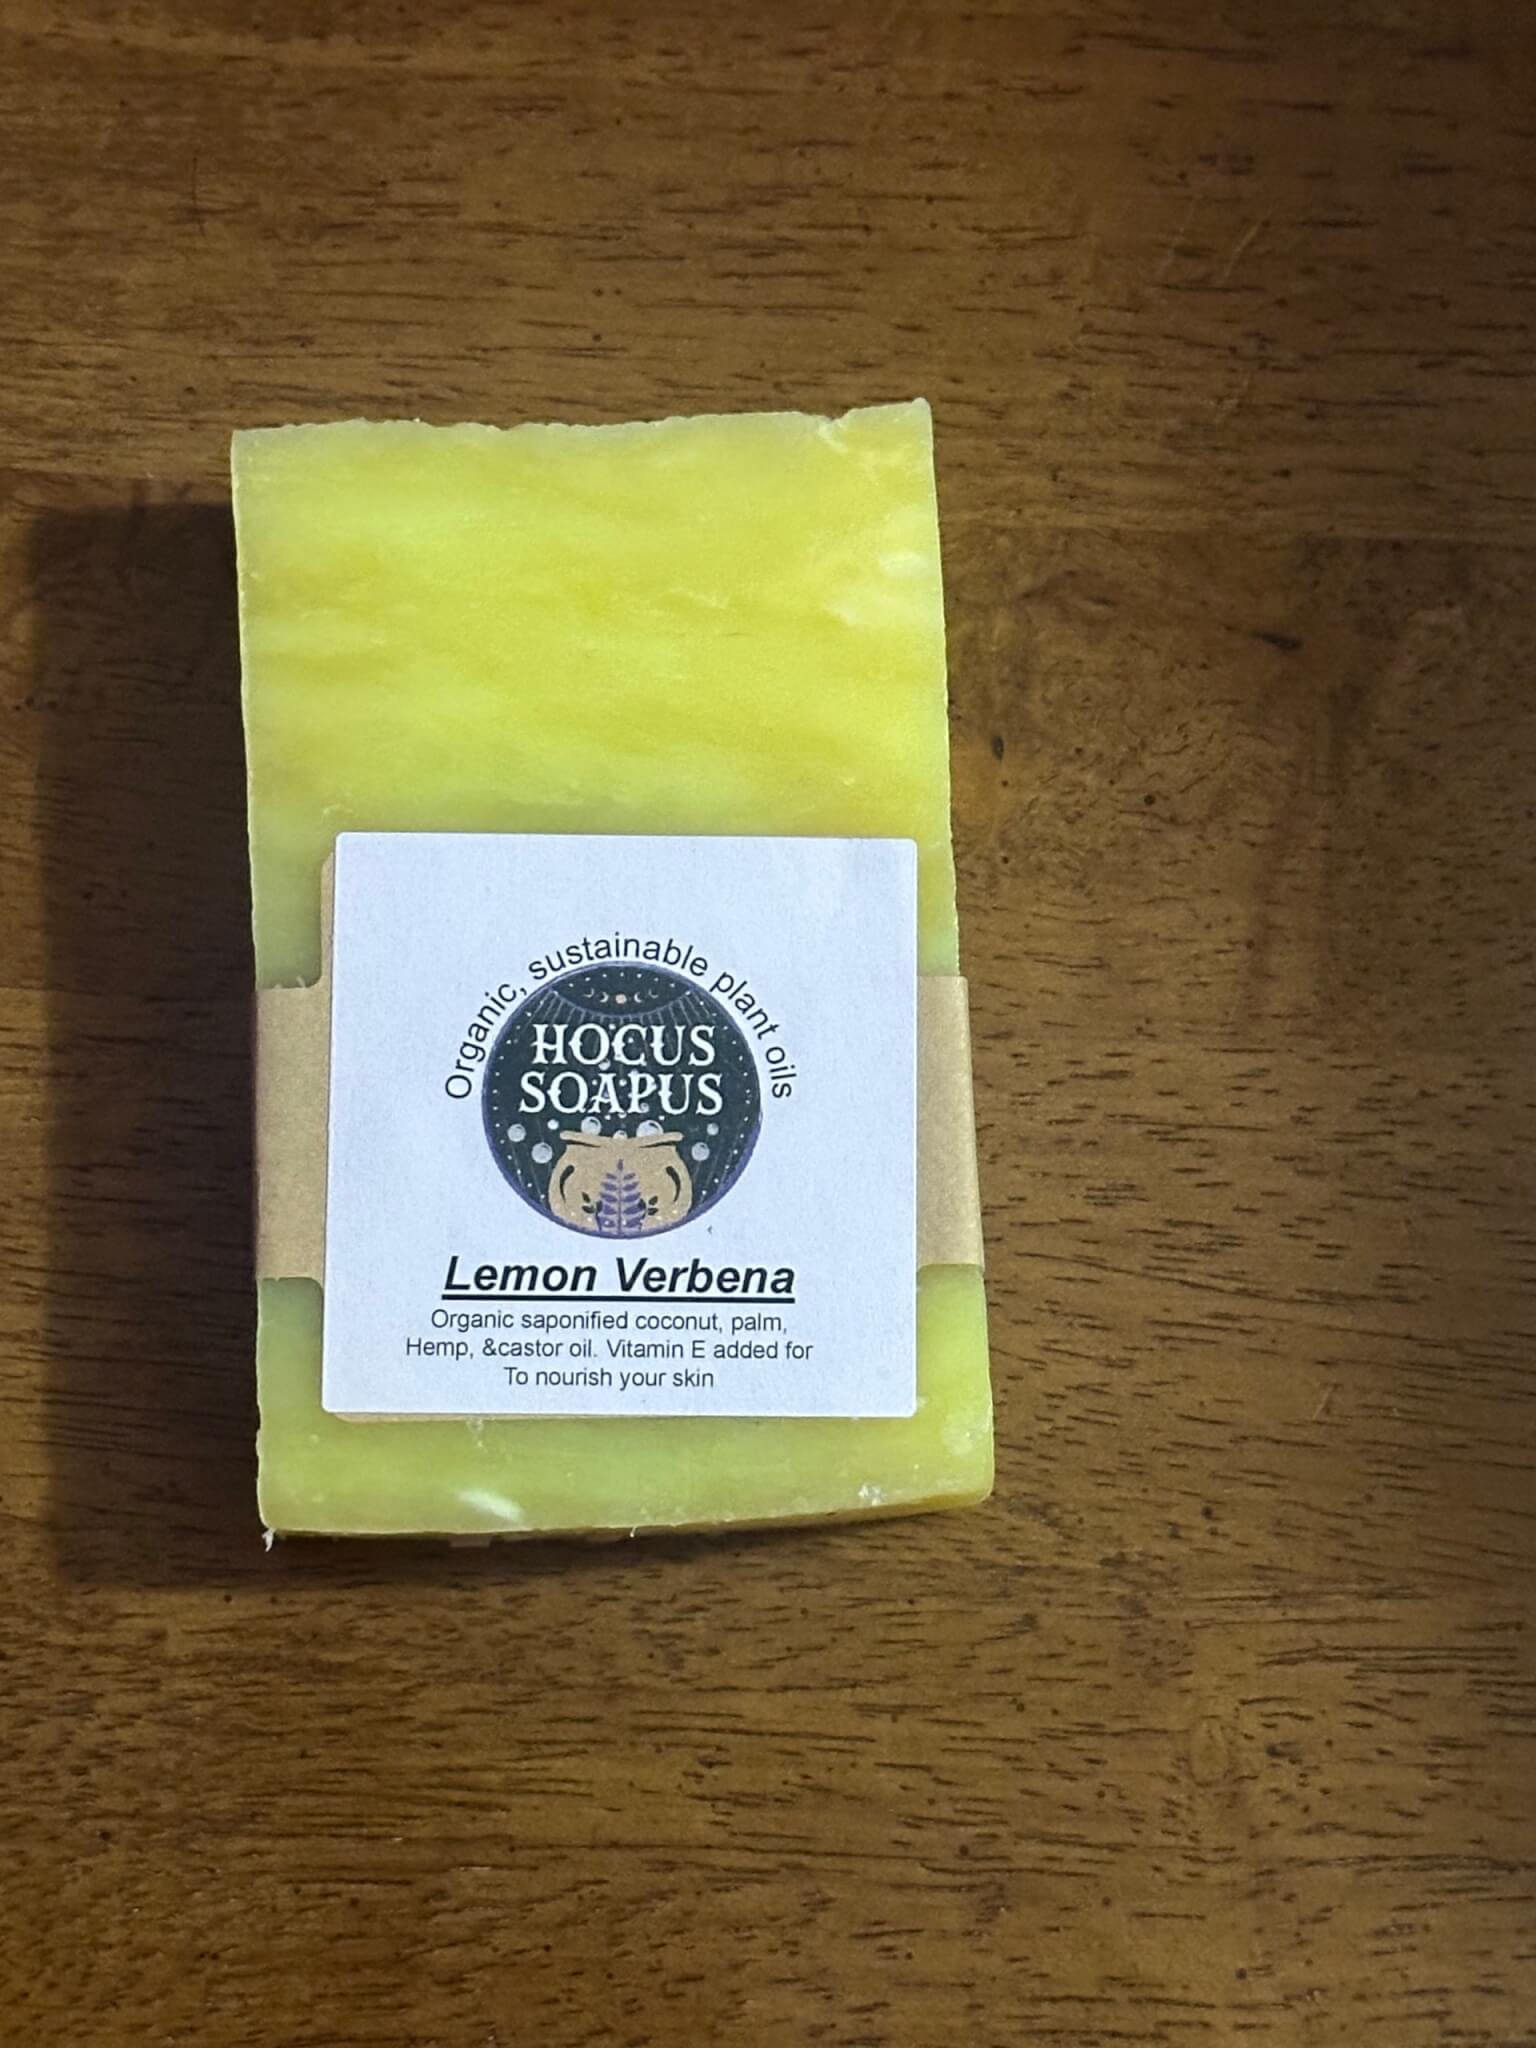 Organic, sustainable plant oils
HOCUS
SOAPUS
Lemon Verbena
Organic saponified coconut, palm,
Hemp, &castor oil. Vitamin E added for
To nourish your skin